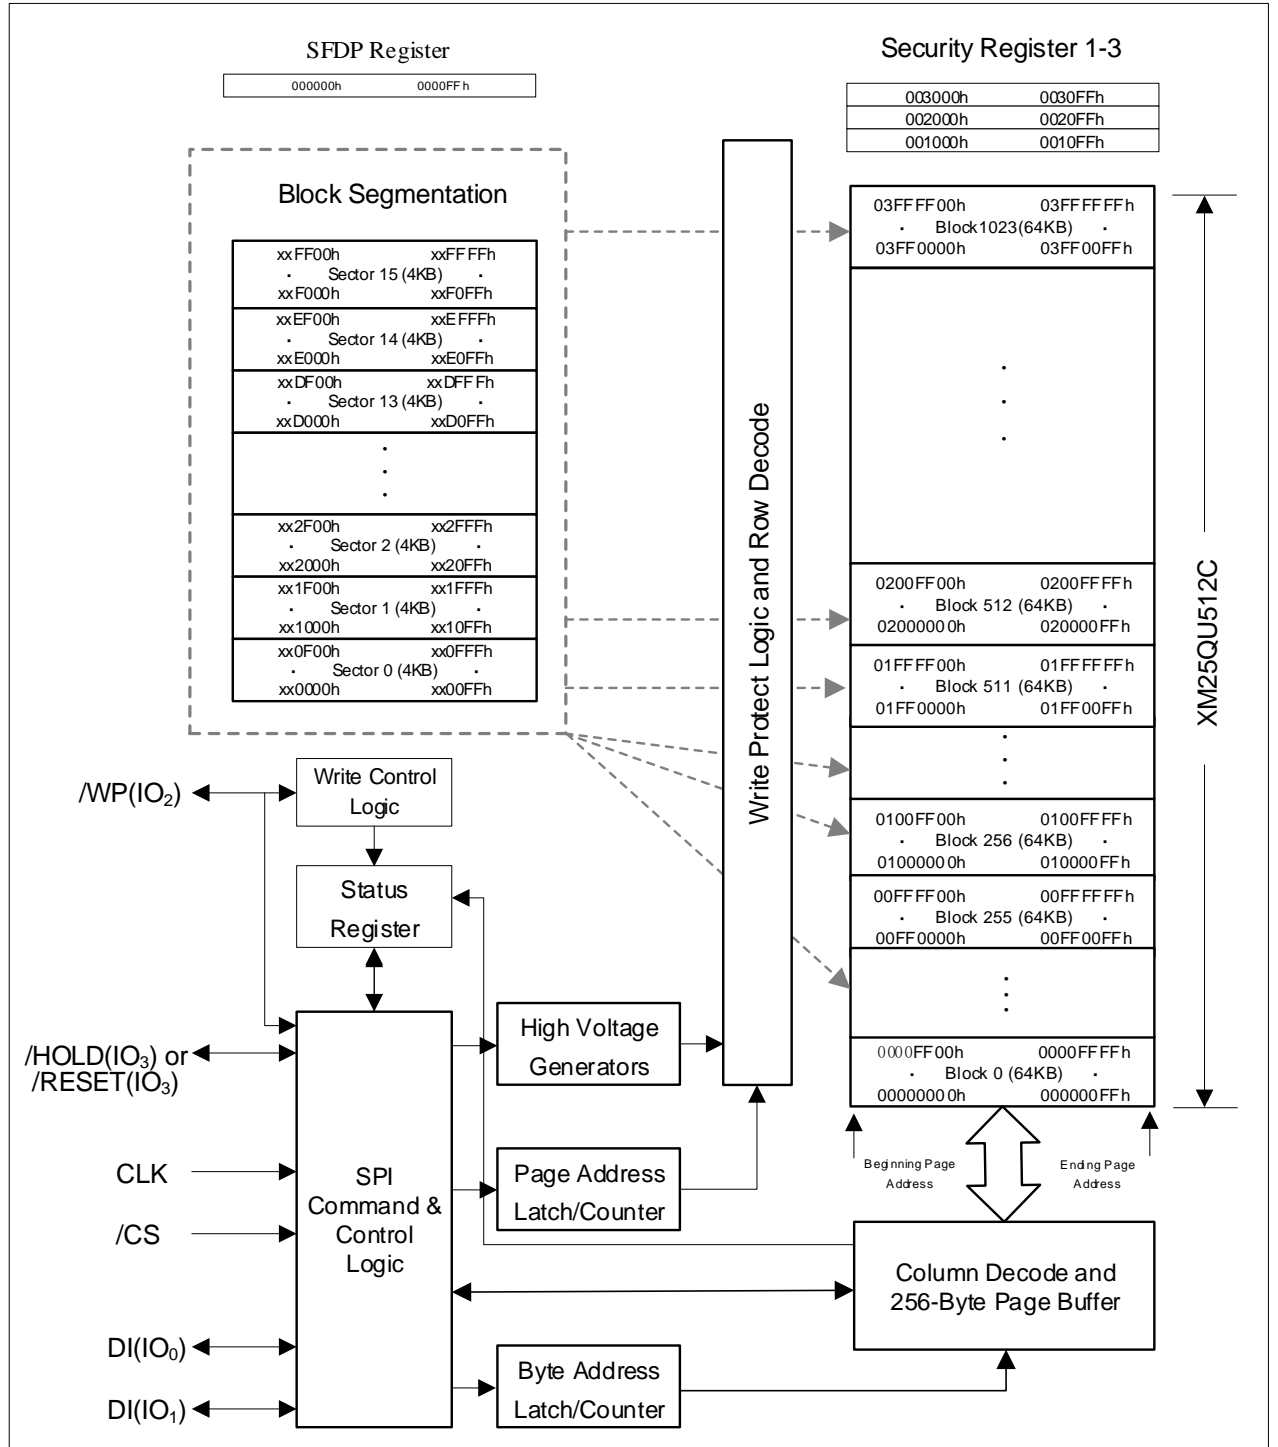 SFDP Register
000000h 0000FFh
Security Register 1-3
003000h 0030FFh
002000h 0020FFh
001000h 0010FFh
Block Segmentation
xxFF00h xxFFFFh
· Sector 15 (4KB) ·
xxF000h xxF0FFh
xxEF00h xxEFFFh
· Sector 14 (4KB) ·
xxE000h xxE0FFh
xxDF00h xxDFFFh
· Sector 13 (4KB) ·
xxD000h xxD0FFh
xx2F00h xx2FFFh
· Sector 2 (4KB) ·
xx2000h xx20FFh
xx1F00h xx1FFFh
· Sector 1 (4KB) ·
xx1000h xx10FFh
xx0F00h xx0FFFh
· Sector 0 (4KB) ·
xx0000h xx00FFh
Write Protect Logic and Row Decode
03FFFF00h 03FFFFFFh
· Block 1023(64KB) ·
03FF0000h 03FF00FFh
0200FF00h 0200FFFFh
· Block 512 (64KB) ·
02000000h 020000FFh
01FFFF00h 01FFFFFFh
· Block 511 (64KB) ·
01FF0000h 01FF00FFh
0100FF00h 0100FFFFh
· Block 256 (64KB) ·
01000000h 010000FFh
00FFFF00h 00FFFFFFh
· Block 255 (64KB) ·
00FF0000h 00FF00FFh
0000FF00h 0000FFFFh
· Block 0 (64KB) ·
00000000h 000000FFh
XM25QU512C
Beginning Page
Address
Ending Page
Address
/WP(IO₂)
Write Control
Logic
Status
Register
/HOLD(IO₃) or
/RESET(IO₃)
CLK
/CS
DI(IO₀)
DI(IO₁)
SPI
Command &
Control
Logic
High Voltage
Generators
Page Address
Latch/Counter
Byte Address
Latch/Counter
Column Decode and
256-Byte Page Buffer